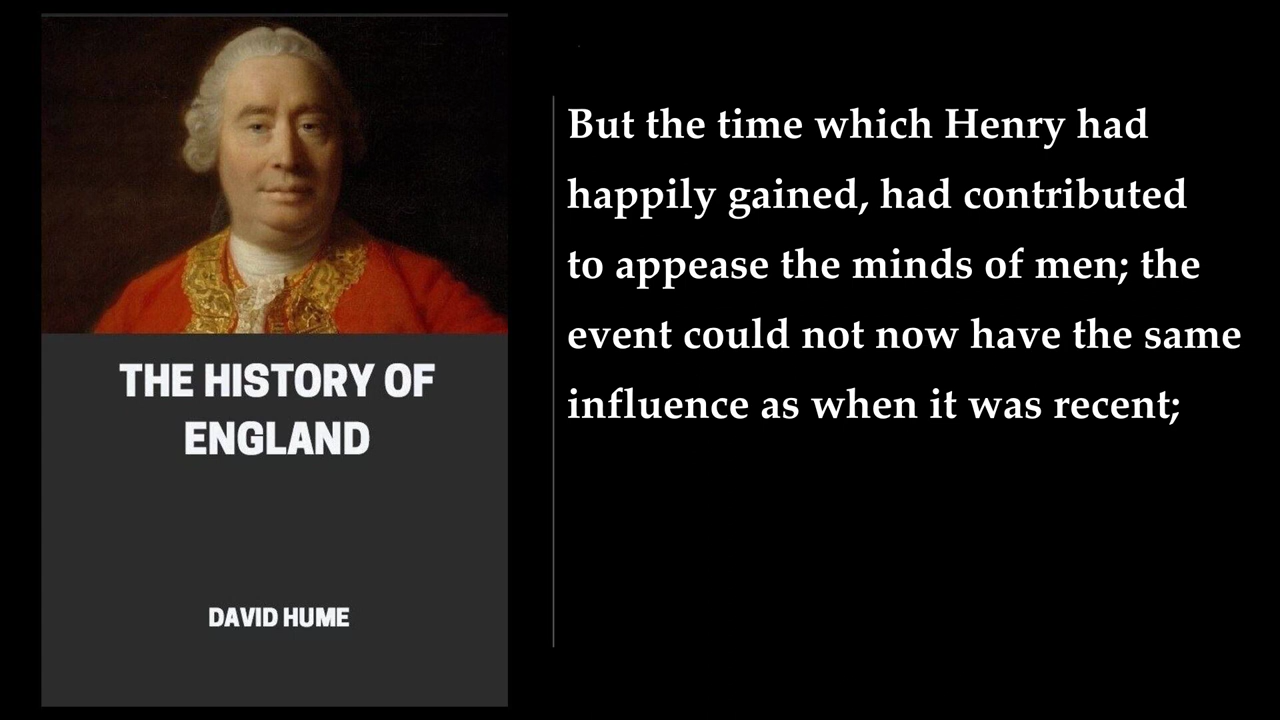 THE HISTORY OF
ENGLAND
DAVID HUME
But the time which Henry had
happily gained, had contributed
to appease the minds of men; the
event could not now have the same
influence as when it was recent;